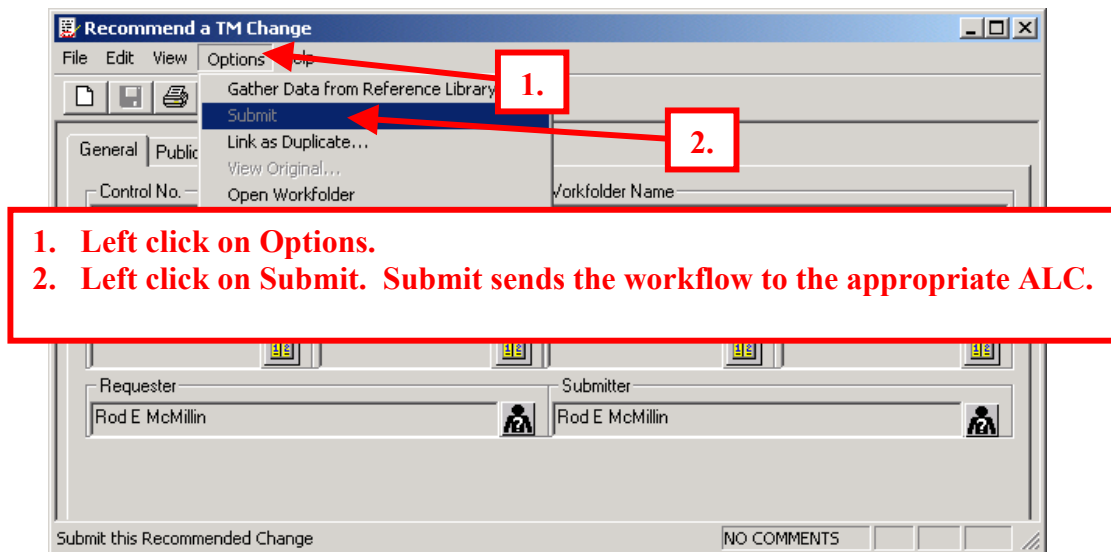 Recommend a TM Change
File Edit View Options Help
Gather Data from Reference Library
1.
Submit
2.
Link as Duplicate...
General Public
View Original...
Control No.
Open Workfolder
Workfolder Name
1. Left click on Options.
2. Left click on Submit. Submit sends the workflow to the appropriate ALC.
Requester
Submitter
Rod E McMillin
Rod E McMillin
Submit this Recommended Change
NO COMMENTS